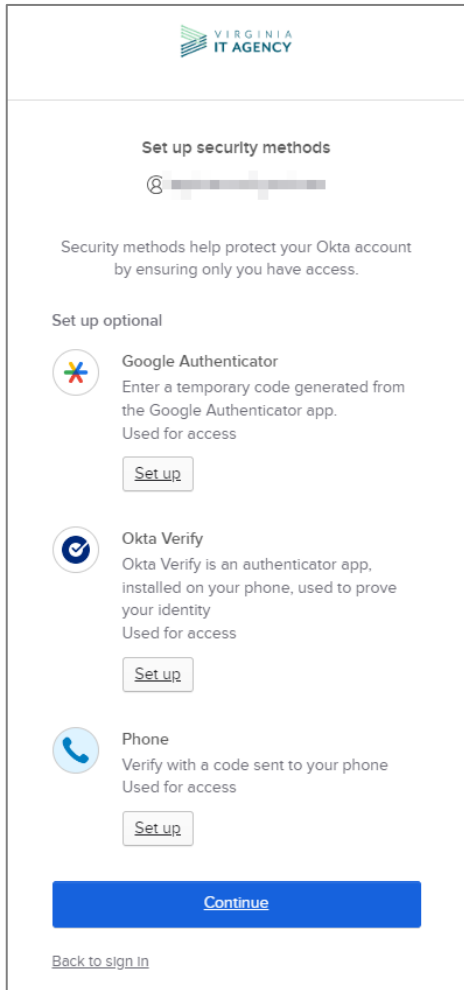 VIRGINIA
IT AGENCY
Set up security methods
Security methods help protect your Okta account
by ensuring only you have access.
Set up optional
Google Authenticator
Enter a temporary code generated from
the Google Authenticator app.
Used for access
Set up
Okta Verify
Okta Verify is an authenticator app,
installed on your phone, used to prove
your identity
Used for access
Set up
Phone
Verify with a code sent to your phone
Used for access
Set up
Continue
Back to sign in